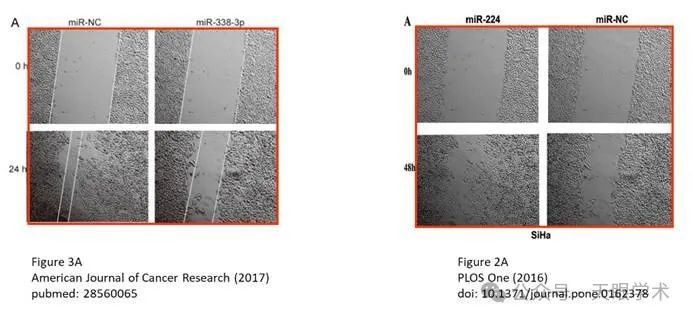 A
miR-NC
miR-338-3p
0 h
24 h
Figure 3A
American Journal of Cancer Research (2017)
pubmed: 28560065
A
miR-224
miR-NC
0h
48h
SiHa
Figure 2A
PLOS One (2016)
doi: 10.1371/journal.pone.0162378
公众号 · 天眼学术